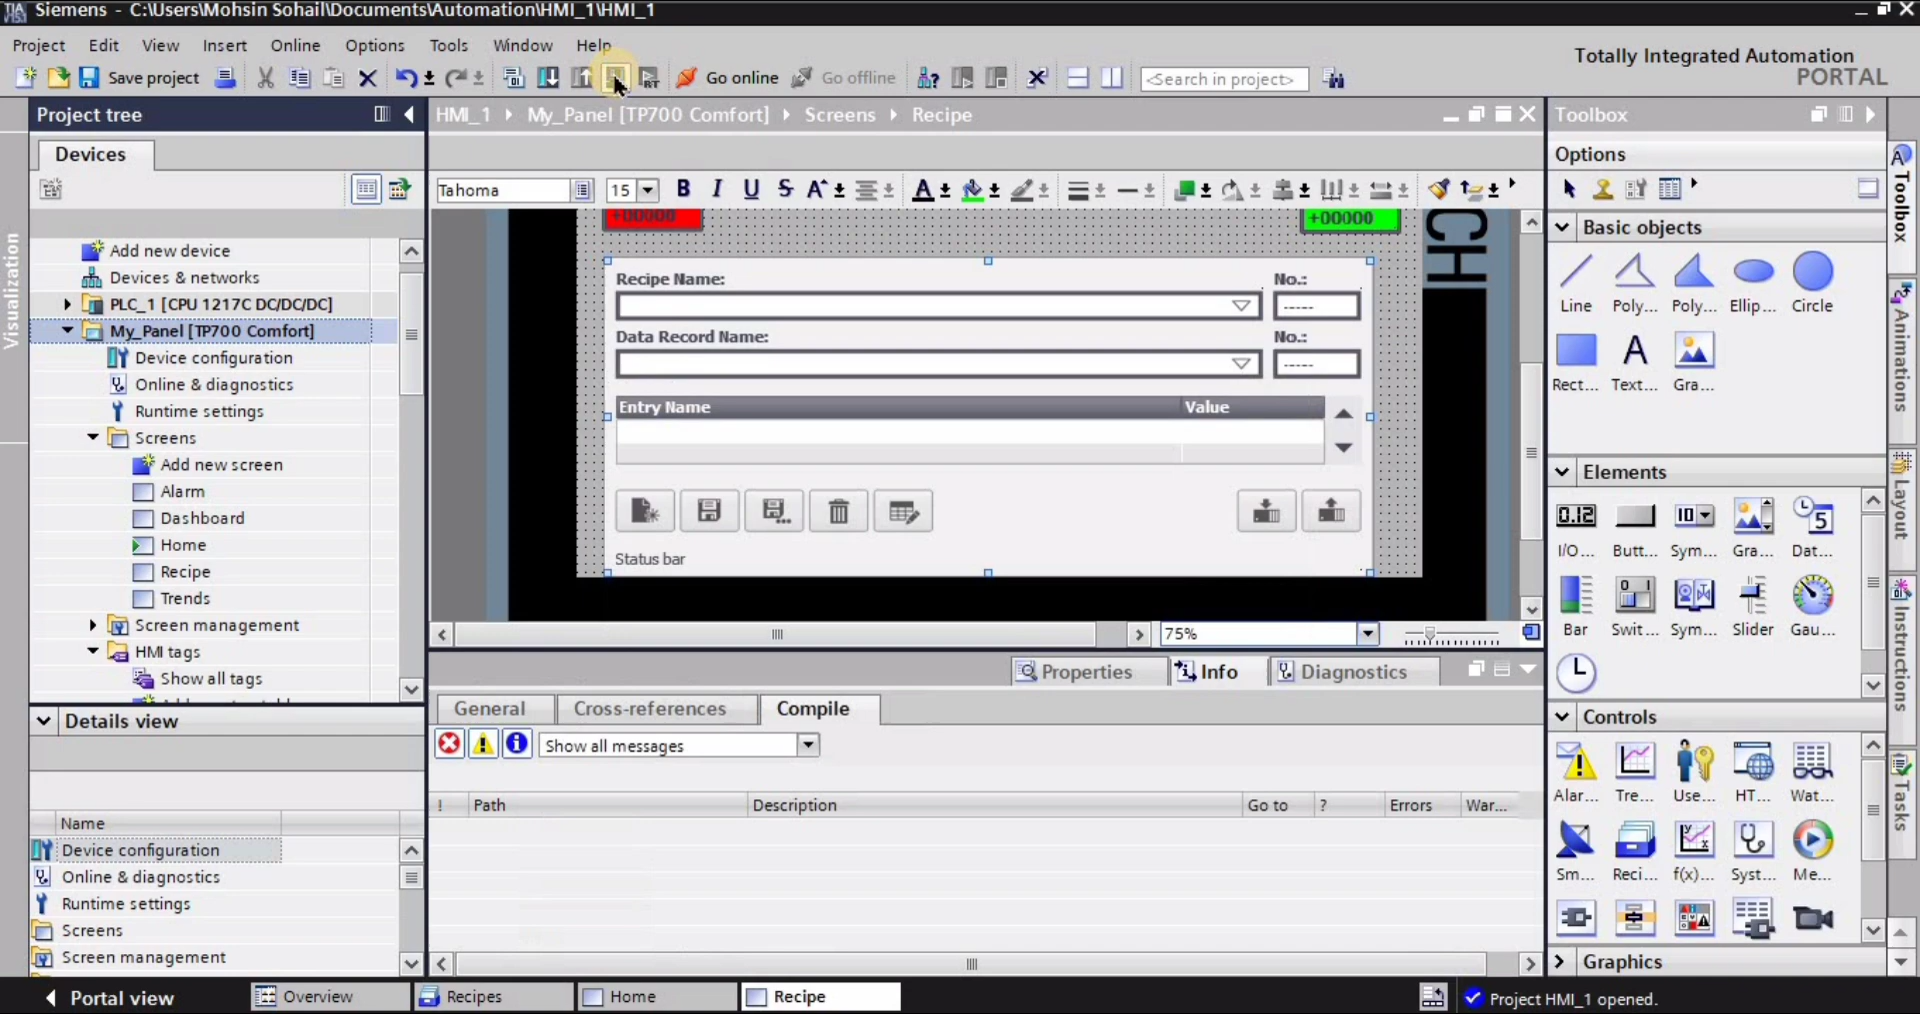 Siemens - C:\Users\Mohsin Sohail\Documents\Automation\HMI_1\HMI_1
Project Edit View Insert Online Options Tools Window Help
Totally Integrated Automation
PORTAL
Save project Go online Go offline <Search in project>
Project tree
HMI_1 My_Panel [TP700 Comfort] Screens Recipe
Toolbox
Devices
Options
Tahoma 15 B I U S A A
Visualization
Add new device
Devices & networks
PLC_1 [CPU 1217C DC/DC/DC]
My_Panel [TP700 Comfort]
Device configuration
Online & diagnostics
Runtime settings
Screens
Add new screen
Alarm
Dashboard
Home
Recipe
Trends
Screen management
HMI tags
Show all tags
+00000 +00000
CH
Recipe Name: No.:
-----
Data Record Name: No.:
-----
Entry Name Value
Status bar
75%
Basic objects
Line Poly... Poly... Ellip... Circle
Rect... Text... Gra...
Elements
I/O... Butt... Sym... Gra... Dat...
Bar Swit... Sym... Slider Gau...
Controls
Alar... Tre... Use... HT... Wat...
Sm... Reci... f(x)... Syst... Me...
Graphics
Toolbox
Animations
Layout
Instructions
Tasks
Properties Info Diagnostics
General Cross-references Compile
Show all messages
! Path Description Go to ? Errors War...
Details view
Name
Device configuration
Online & diagnostics
Runtime settings
Screens
Screen management
Portal view Overview Recipes Home Recipe Project HMI_1 opened.